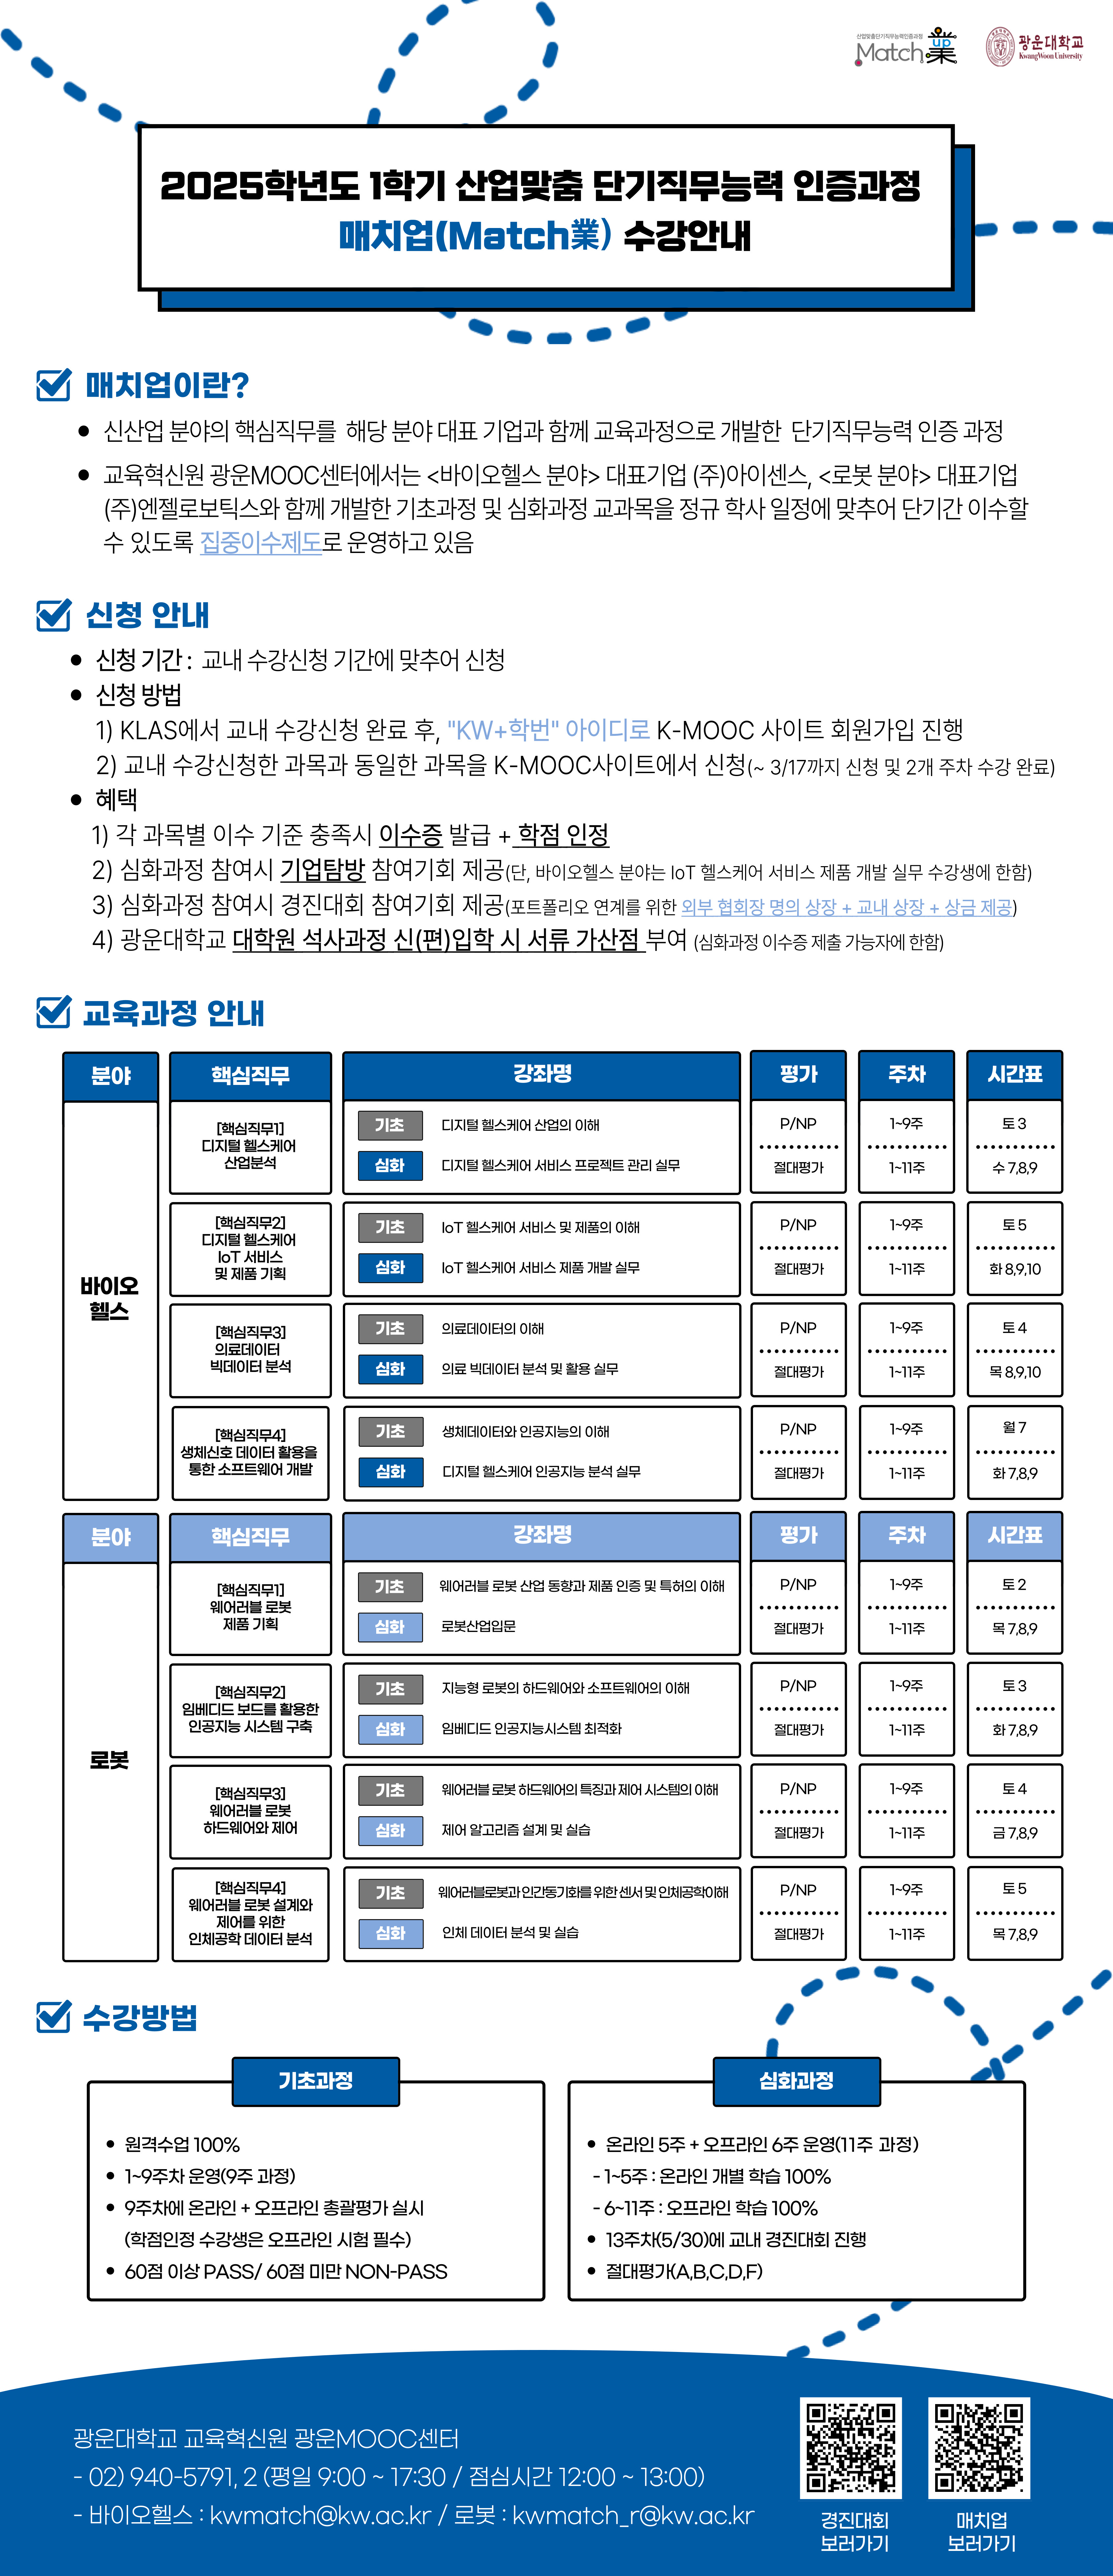 산업맞춤단기직무능력인증과정
Match業 up
광운대학교
KwangWoon University
2025학년도 1학기 산업맞춤 단기직무능력 인증과정
매치업(Match業) 수강안내
매치업이란?
● 신산업 분야의 핵심직무를 해당 분야 대표 기업과 함께 교육과정으로 개발한 단기직무능력 인증 과정
● 교육혁신원 광운MOOC센터에서는 <바이오헬스 분야> 대표기업 (주)아이센스, <로봇 분야> 대표기업
(주)엔젤로보틱스와 함께 개발한 기초과정 및 심화과정 교과목을 정규 학사 일정에 맞추어 단기간 이수할
수 있도록 집중이수제도로 운영하고 있음
신청 안내
● 신청 기간 : 교내 수강신청 기간에 맞추어 신청
● 신청 방법
1) KLAS에서 교내 수강신청 완료 후, "KW+학번" 아이디로 K-MOOC 사이트 회원가입 진행
2) 교내 수강신청한 과목과 동일한 과목을 K-MOOC사이트에서 신청(~ 3/17까지 신청 및 2개 주차 수강 완료)
● 혜택
1) 각 과목별 이수 기준 충족시 이수증 발급 + 학점 인정
2) 심화과정 참여시 기업탐방 참여기회 제공(단, 바이오헬스 분야는 IoT 헬스케어 서비스 제품 개발 실무 수강생에 한함)
3) 심화과정 참여시 경진대회 참여기회 제공(포트폴리오 연계를 위한 외부 협회장 명의 상장 + 교내 상장 + 상금 제공)
4) 광운대학교 대학원 석사과정 신(편)입학 시 서류 가산점 부여 (심화과정 이수증 제출 가능자에 한함)
교육과정 안내
분야 핵심직무 강좌명 평가 주차 시간표
바이오
헬스
[핵심직무1]
디지털 헬스케어
산업분석
기초 디지털 헬스케어 산업의 이해 P/NP 1~9주 토 3
심화 디지털 헬스케어 서비스 프로젝트 관리 실무 절대평가 1~11주 수 7,8,9
[핵심직무2]
디지털 헬스케어
IoT 서비스
및 제품 기획
기초 IoT 헬스케어 서비스 및 제품의 이해 P/NP 1~9주 토 5
심화 IoT 헬스케어 서비스 제품 개발 실무 절대평가 1~11주 화 8,9,10
[핵심직무3]
의료데이터
빅데이터 분석
기초 의료데이터의 이해 P/NP 1~9주 토 4
심화 의료 빅데이터 분석 및 활용 실무 절대평가 1~11주 목 8,9,10
[핵심직무4]
생체신호 데이터 활용을
통한 소프트웨어 개발
기초 생체데이터와 인공지능의 이해 P/NP 1~9주 월 7
심화 디지털 헬스케어 인공지능 분석 실무 절대평가 1~11주 화 7,8,9
분야 핵심직무 강좌명 평가 주차 시간표
로봇
[핵심직무1]
웨어러블 로봇
제품 기획
기초 웨어러블 로봇 산업 동향과 제품 인증 및 특허의 이해 P/NP 1~9주 토 2
심화 로봇산업입문 절대평가 1~11주 목 7,8,9
[핵심직무2]
임베디드 보드를 활용한
인공지능 시스템 구축
기초 지능형 로봇의 하드웨어와 소프트웨어의 이해 P/NP 1~9주 토 3
심화 임베디드 인공지능시스템 최적화 절대평가 1~11주 화 7,8,9
[핵심직무3]
웨어러블 로봇
하드웨어와 제어
기초 웨어러블 로봇 하드웨어의 특징과 제어 시스템의 이해 P/NP 1~9주 토 4
심화 제어 알고리즘 설계 및 실습 절대평가 1~11주 금 7,8,9
[핵심직무4]
웨어러블 로봇 설계와
제어를 위한
인체공학 데이터 분석
기초 웨어러블로봇과 인간동기화를 위한 센서 및 인체공학이해 P/NP 1~9주 토 5
심화 인체 데이터 분석 및 실습 절대평가 1~11주 목 7,8,9
수강방법
기초과정
● 원격수업 100%
● 1~9주차 운영(9주 과정)
● 9주차에 온라인 + 오프라인 총괄평가 실시
(학점인정 수강생은 오프라인 시험 필수)
● 60점 이상 PASS/ 60점 미만 NON-PASS
심화과정
● 온라인 5주 + 오프라인 6주 운영(11주 과정)
- 1~5주 : 온라인 개별 학습 100%
- 6~11주 : 오프라인 학습 100%
● 13주차(5/30)에 교내 경진대회 진행
● 절대평가(A,B,C,D,F)
광운대학교 교육혁신원 광운MOOC센터
- 02) 940-5791, 2 (평일 9:00 ~ 17:30 / 점심시간 12:00 ~ 13:00)
- 바이오헬스 : kwmatch@kw.ac.kr / 로봇 : kwmatch_r@kw.ac.kr
경진대회
보러가기
매치업
보러가기